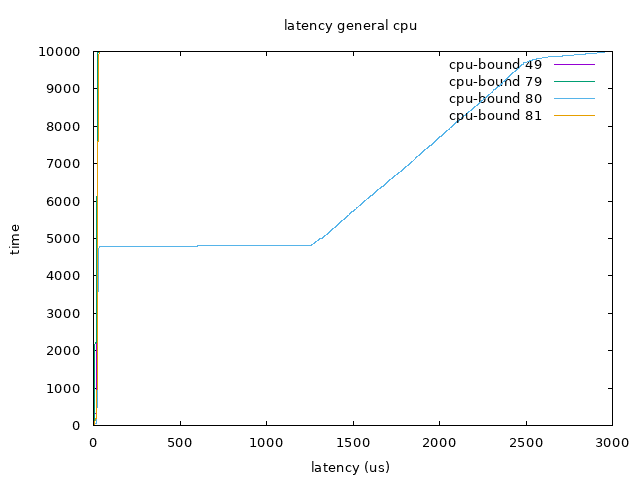 latency general cpu
10000
9000
8000
7000
6000
5000
4000
3000
2000
1000
0
time
cpu-bound 49
cpu-bound 79
cpu-bound 80
cpu-bound 81
0 500 1000 1500 2000 2500 3000
latency (us)